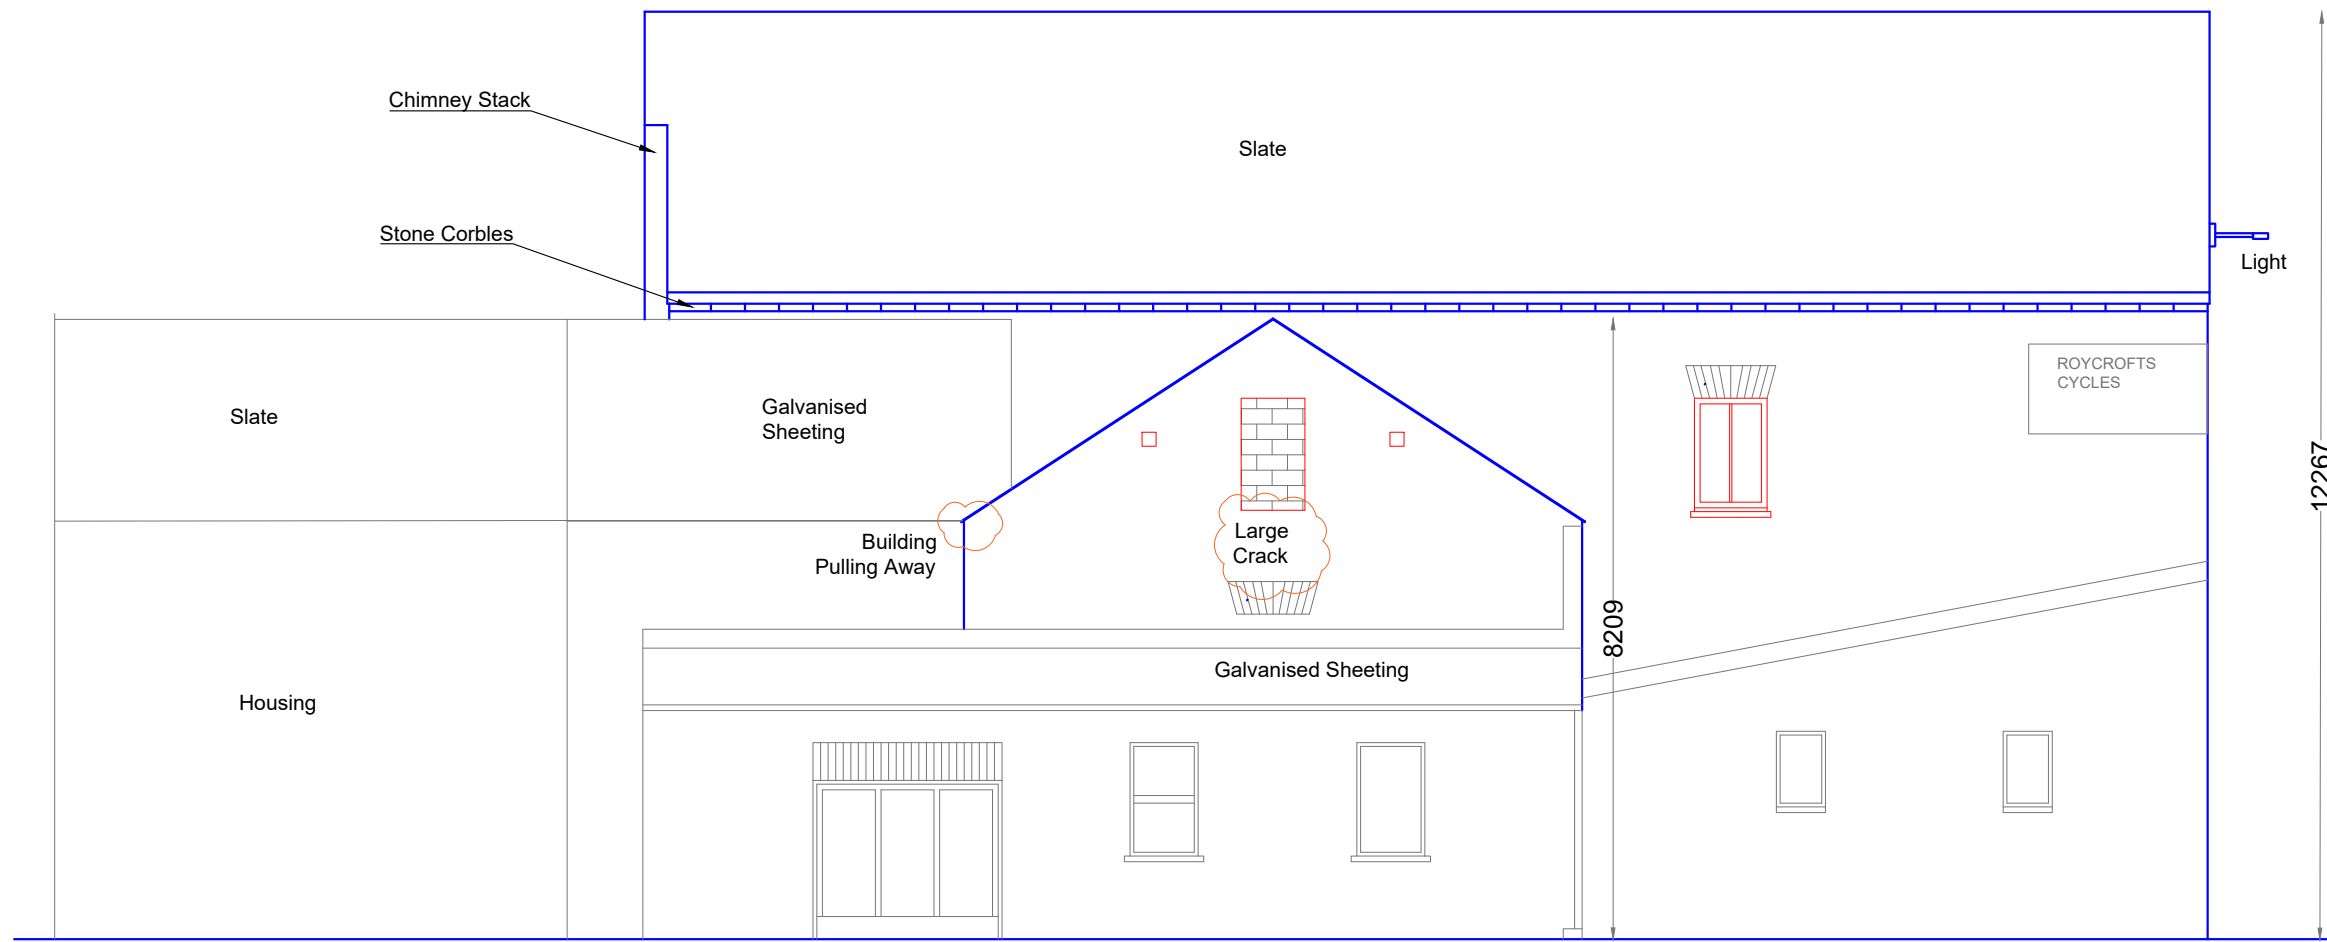 Chimney Stack
Slate
Stone Corbles
Light
ROYCROFTS
CYCLES
Slate
Galvanised
Sheeting
12267
Large
Crack
Building
Pulling Away
8209
Galvanised Sheeting
Housing